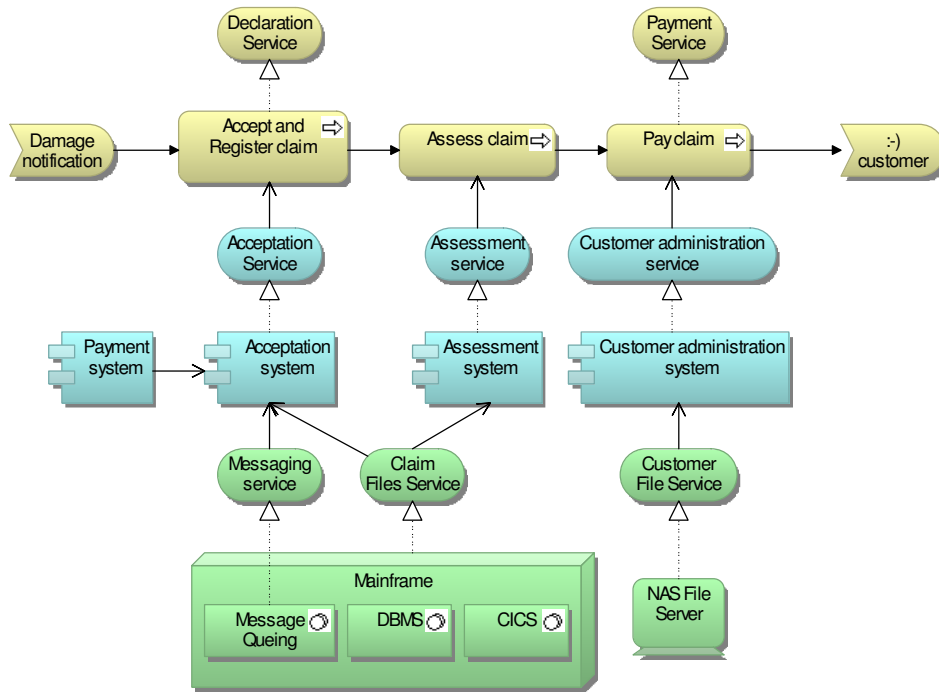 Declaration
Service
Payment
Service
Damage
notification
Accept and
Register claim
Assess claim
Pay claim
:-)
customer
Acceptation
Service
Assessment
service
Customer administration
service
Payment
system
Acceptation
system
Assessment
system
Customer administration
system
Messaging
service
Claim
Files Service
Customer
File Service
Mainframe
Message
Queing
DBMS
CICS
NAS File
Server